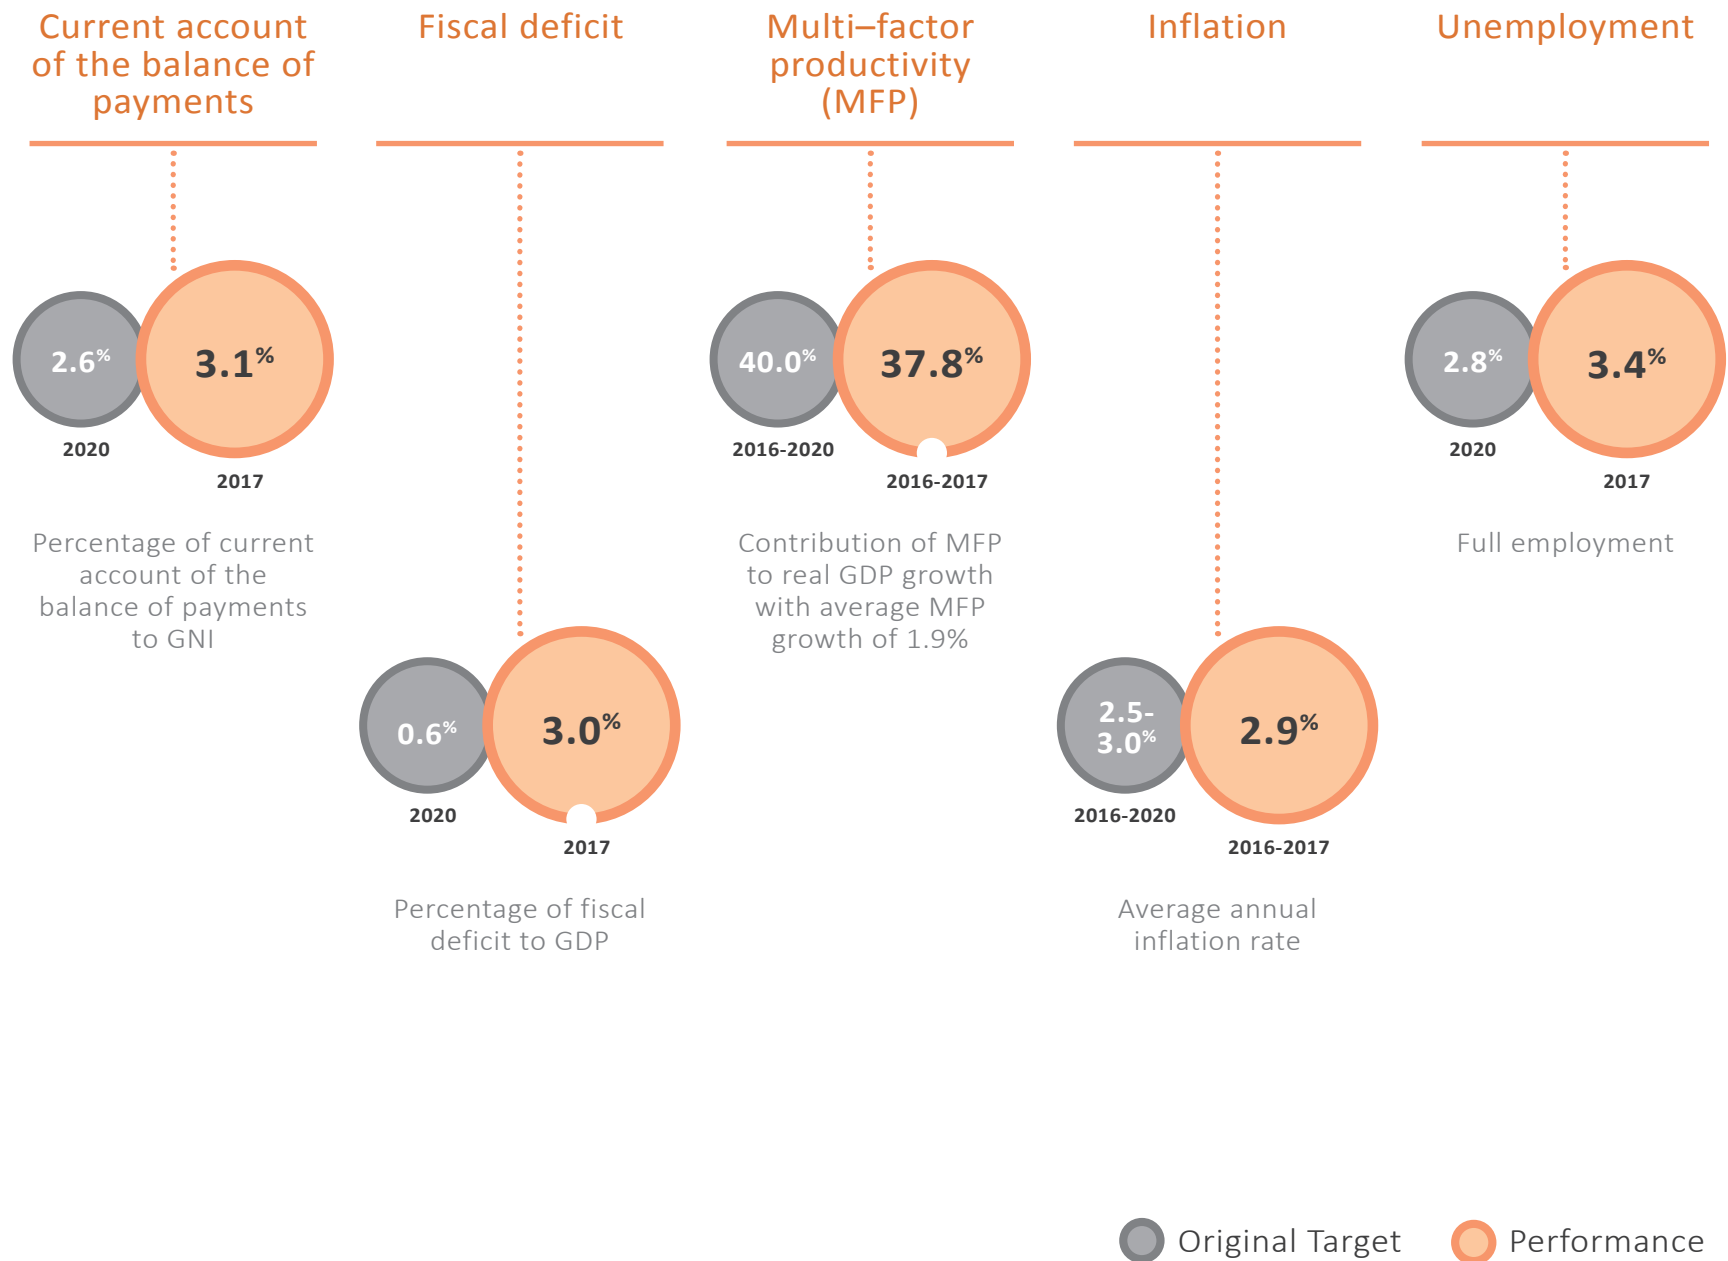 Current account
of the balance of
payments
2.6%
3.1%
2020
2017
Percentage of current
account of the
balance of payments
to GNI
Fiscal deficit
0.6%
3.0%
2020
2017
Percentage of fiscal
deficit to GDP
Multi–factor
productivity
(MFP)
40.0%
37.8%
2016-2020
2016-2017
Contribution of MFP
to real GDP growth
with average MFP
growth of 1.9%
Inflation
2.5-
3.0%
2.9%
2016-2020
2016-2017
Average annual
inflation rate
Unemployment
2.8%
3.4%
2020
2017
Full employment
Original Target
Performance